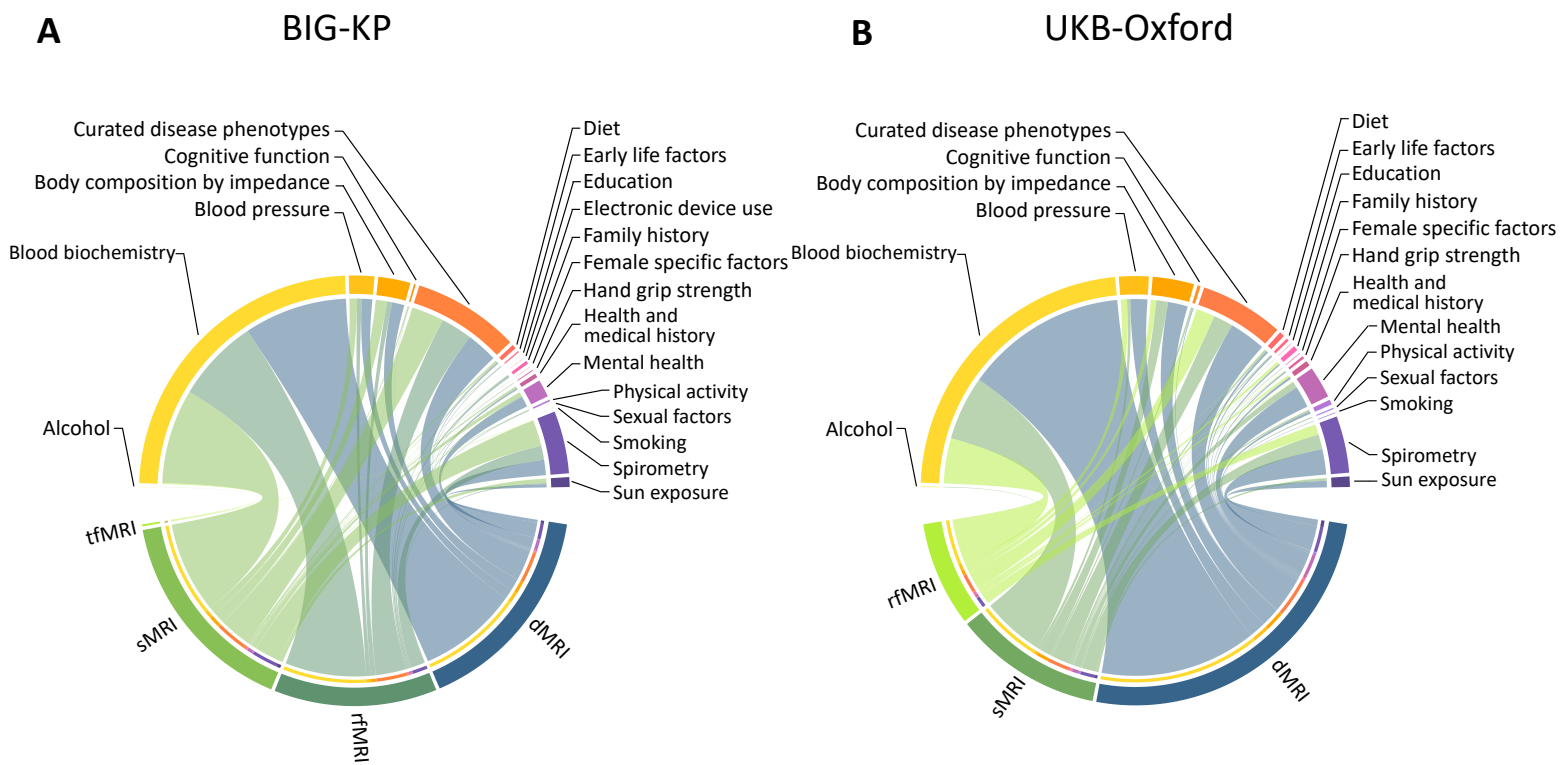 A
BIG-KP
Curated disease phenotypes
Cognitive function
Body composition by impedance
Blood pressure
Blood biochemistry
Alcohol
Diet
Early life factors
Education
Electronic device use
Family history
Female specific factors
Hand grip strength
Health and
medical history
Mental health
Physical activity
Sexual factors
Smoking
Spirometry
Sun exposure
tfMRI
sMRI
rfMRI
dMRI
B
UKB-Oxford
Curated disease phenotypes
Cognitive function
Body composition by impedance
Blood pressure
Blood biochemistry
Alcohol
Diet
Early life factors
Education
Family history
Female specific factors
Hand grip strength
Health and
medical history
Mental health
Physical activity
Sexual factors
Smoking
Spirometry
Sun exposure
rfMRI
sMRI
dMRI